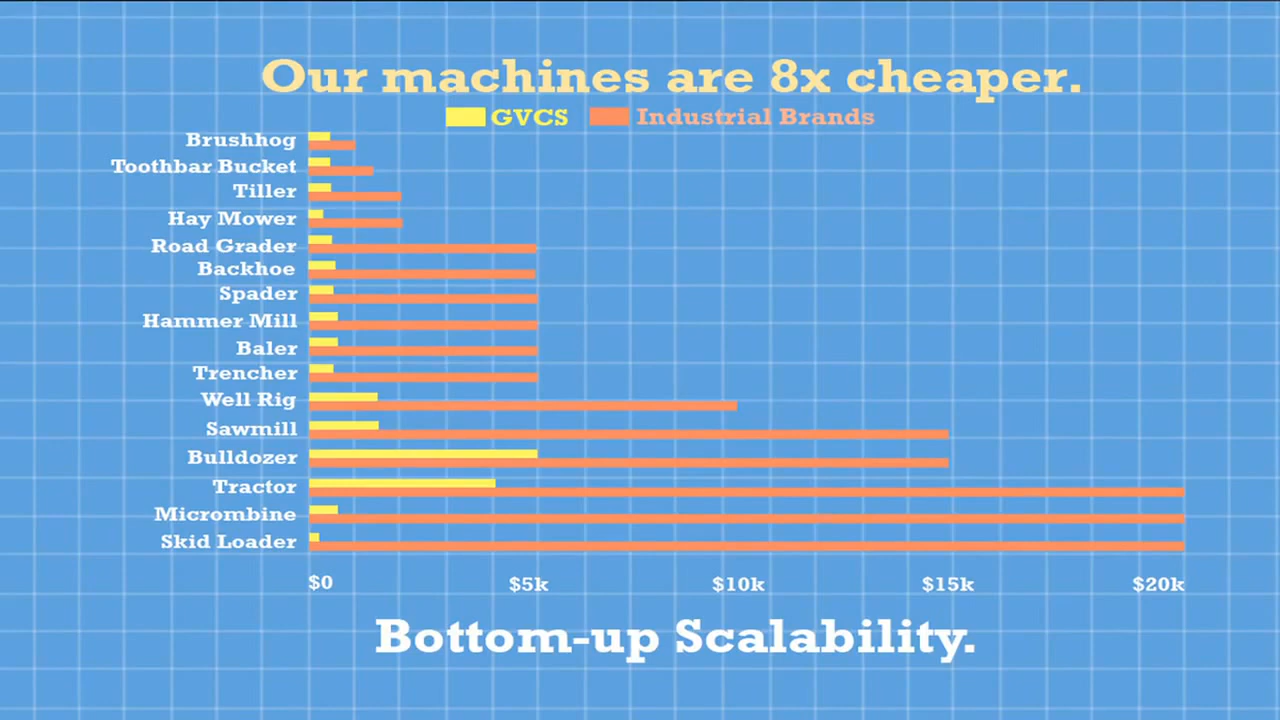 Our machines are 8x cheaper.
GVCS Industrial Brands
Brushhog
Toothbar Bucket
Tiller
Hay Mower
Road Grader
Backhoe
Spader
Hammer Mill
Baler
Trencher
Well Rig
Sawmill
Bulldozer
Tractor
Micrombine
Skid Loader
$0 $5k $10k $15k $20k
Bottom-up Scalability.